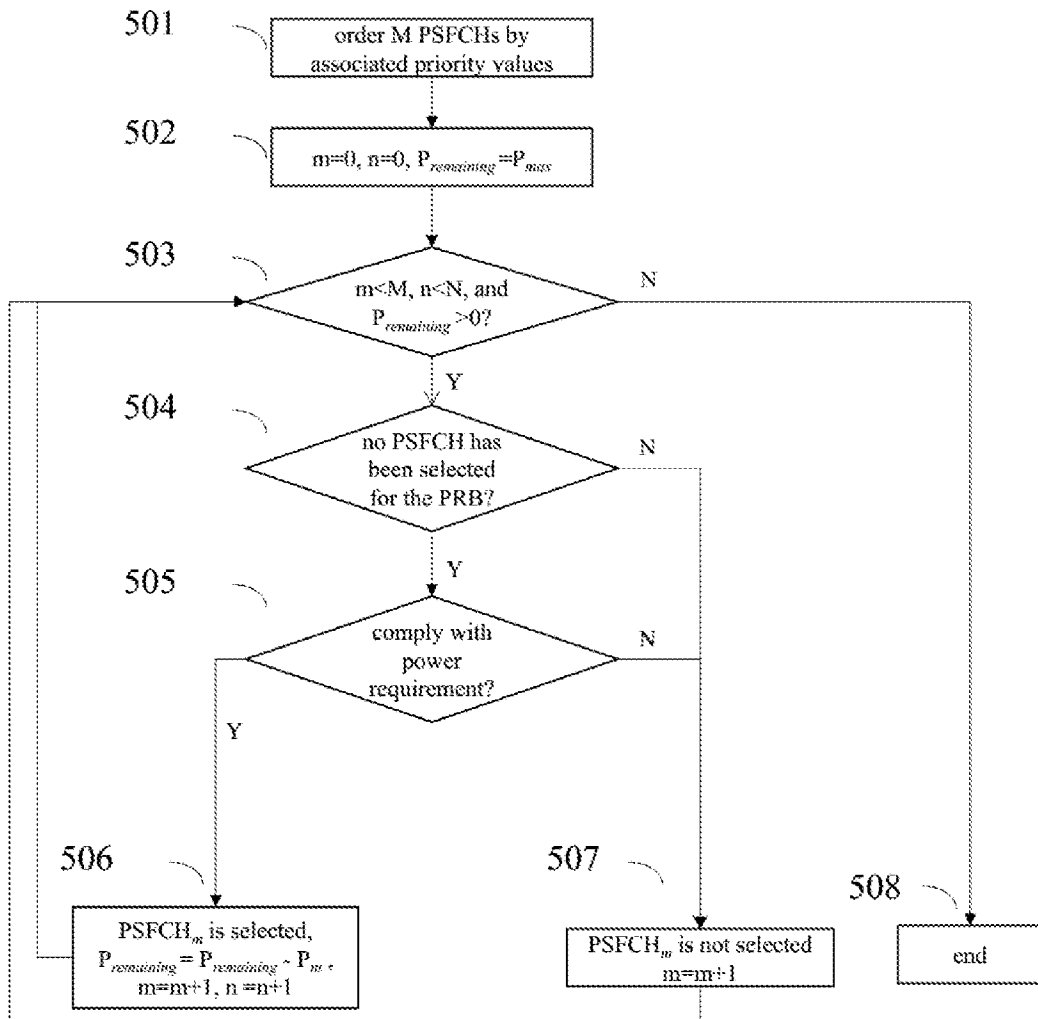 501
order M PSFCHs by
associated priority values
502
m=0, n=0, P_remaining=P_max
503
m<M, n<N, and
P_remaining>0?
N
Y
504
no PSFCH has
been selected
for the PRB?
N
Y
505
comply with
power
requirement?
N
Y
506
PSFCH_m is selected,
P_remaining = P_remaining - P_m,
m=m+1, n=n+1
507
PSFCH_m is not selected
m=m+1
508
end